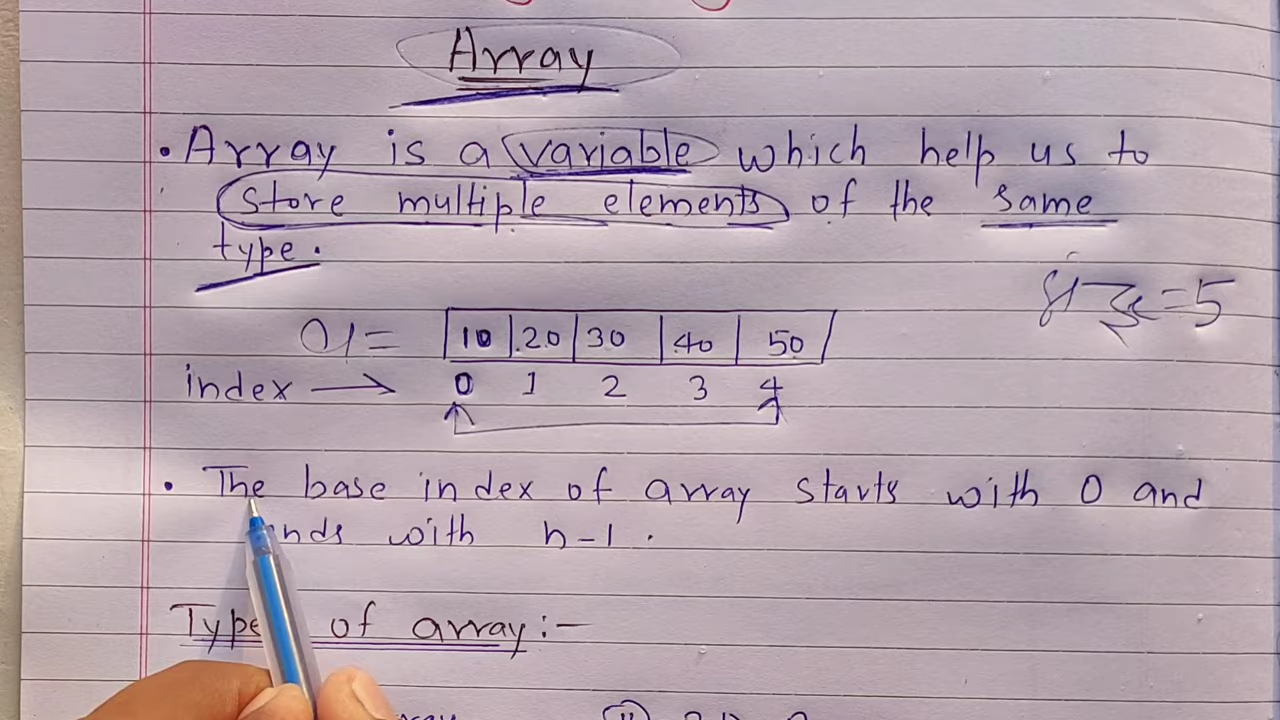 Array
• Array is a variable which help us to
store multiple elements of the same
type.
size=5
a = 10 20 30 40 50
index → 0 1 2 3 4
• The base index of array starts with 0 and
ends with n-1.
Types of array:-